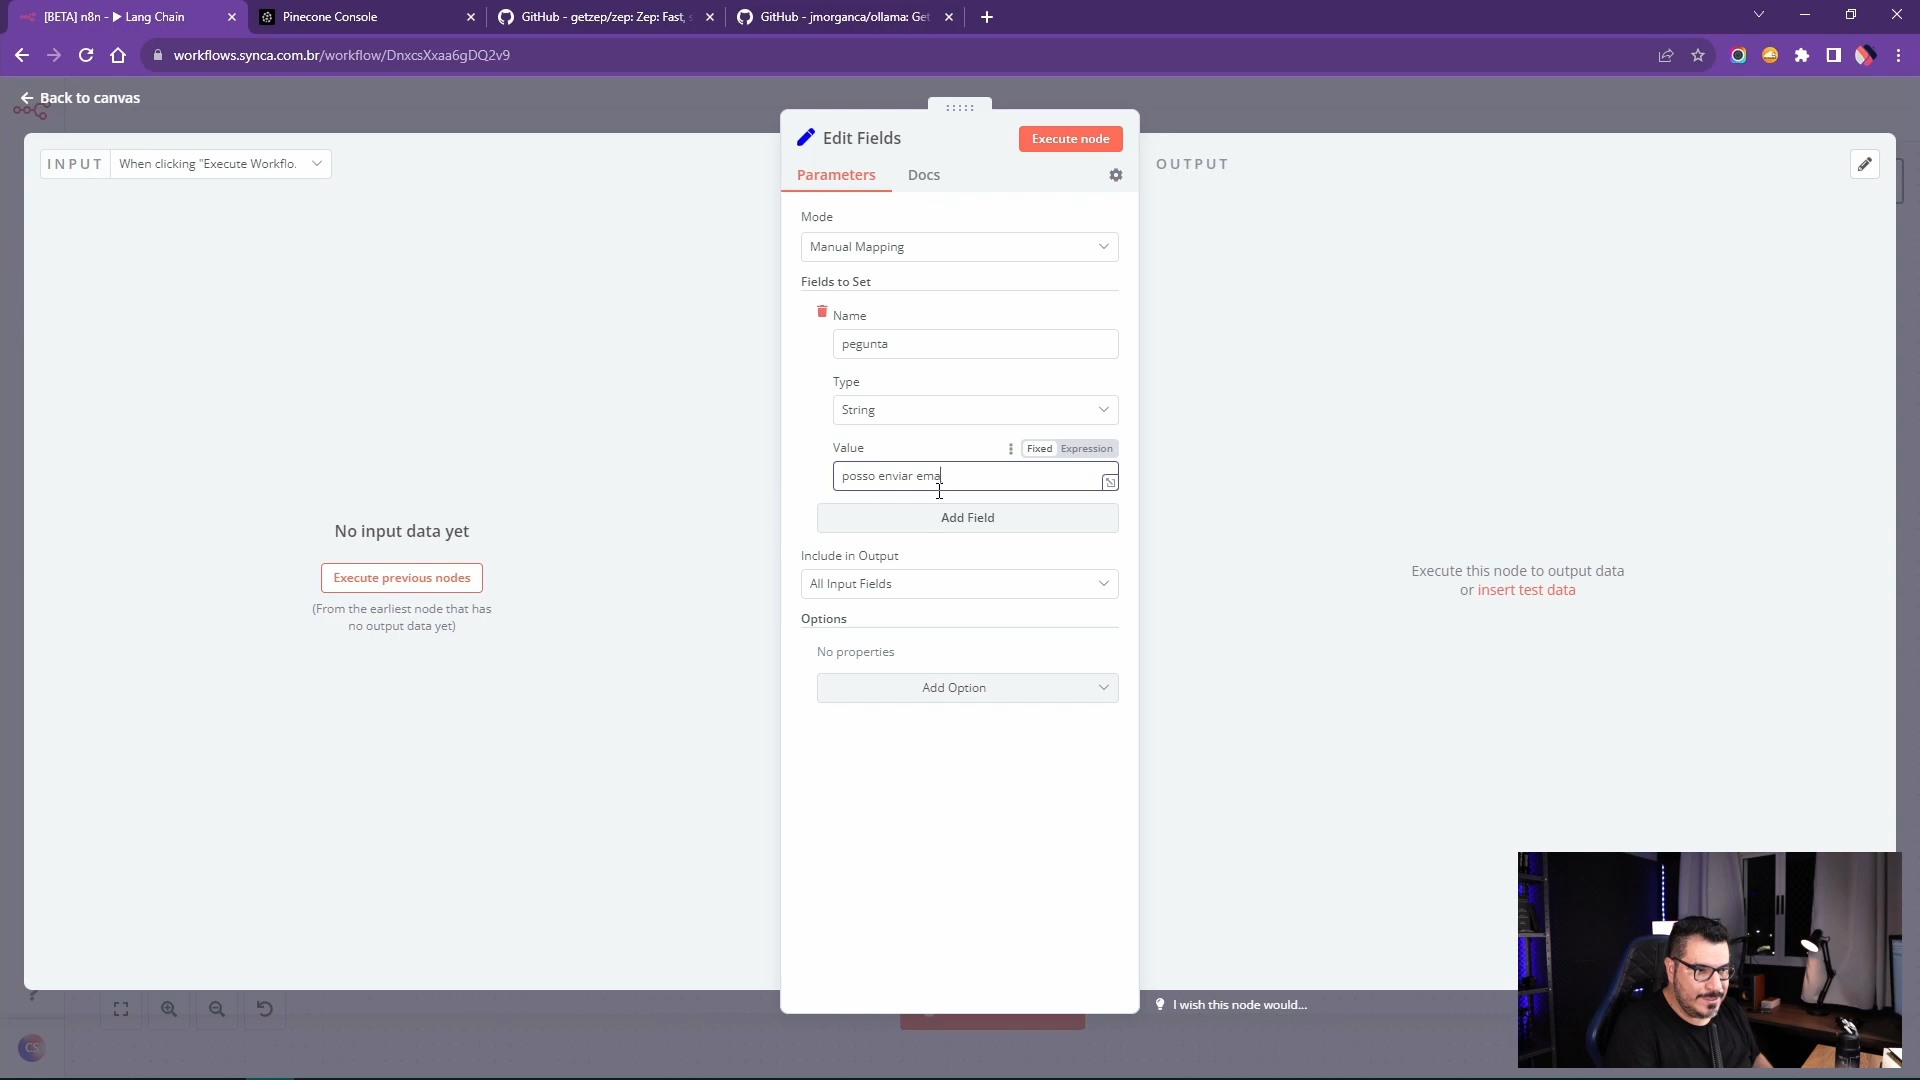 [BETA] n8n - ▶ Lang Chain
Pinecone Console
GitHub - getzep/zep: Zep: Fast, s
GitHub - jmorganca/ollama: Get
workflows.synca.com.br/workflow/DnxcsXxaa6gDQ2v9
Back to canvas
INPUT
When clicking "Execute Workflo.
Edit Fields
Execute node
OUTPUT
Parameters
Docs
Mode
Manual Mapping
Fields to Set
Name
pegunta
Type
String
Value
Fixed
Expression
posso enviar ema
Add Field
No input data yet
Execute previous nodes
(From the earliest node that has
no output data yet)
Include in Output
All Input Fields
Execute this node to output data
or insert test data
Options
No properties
Add Option
I wish this node would...
CS